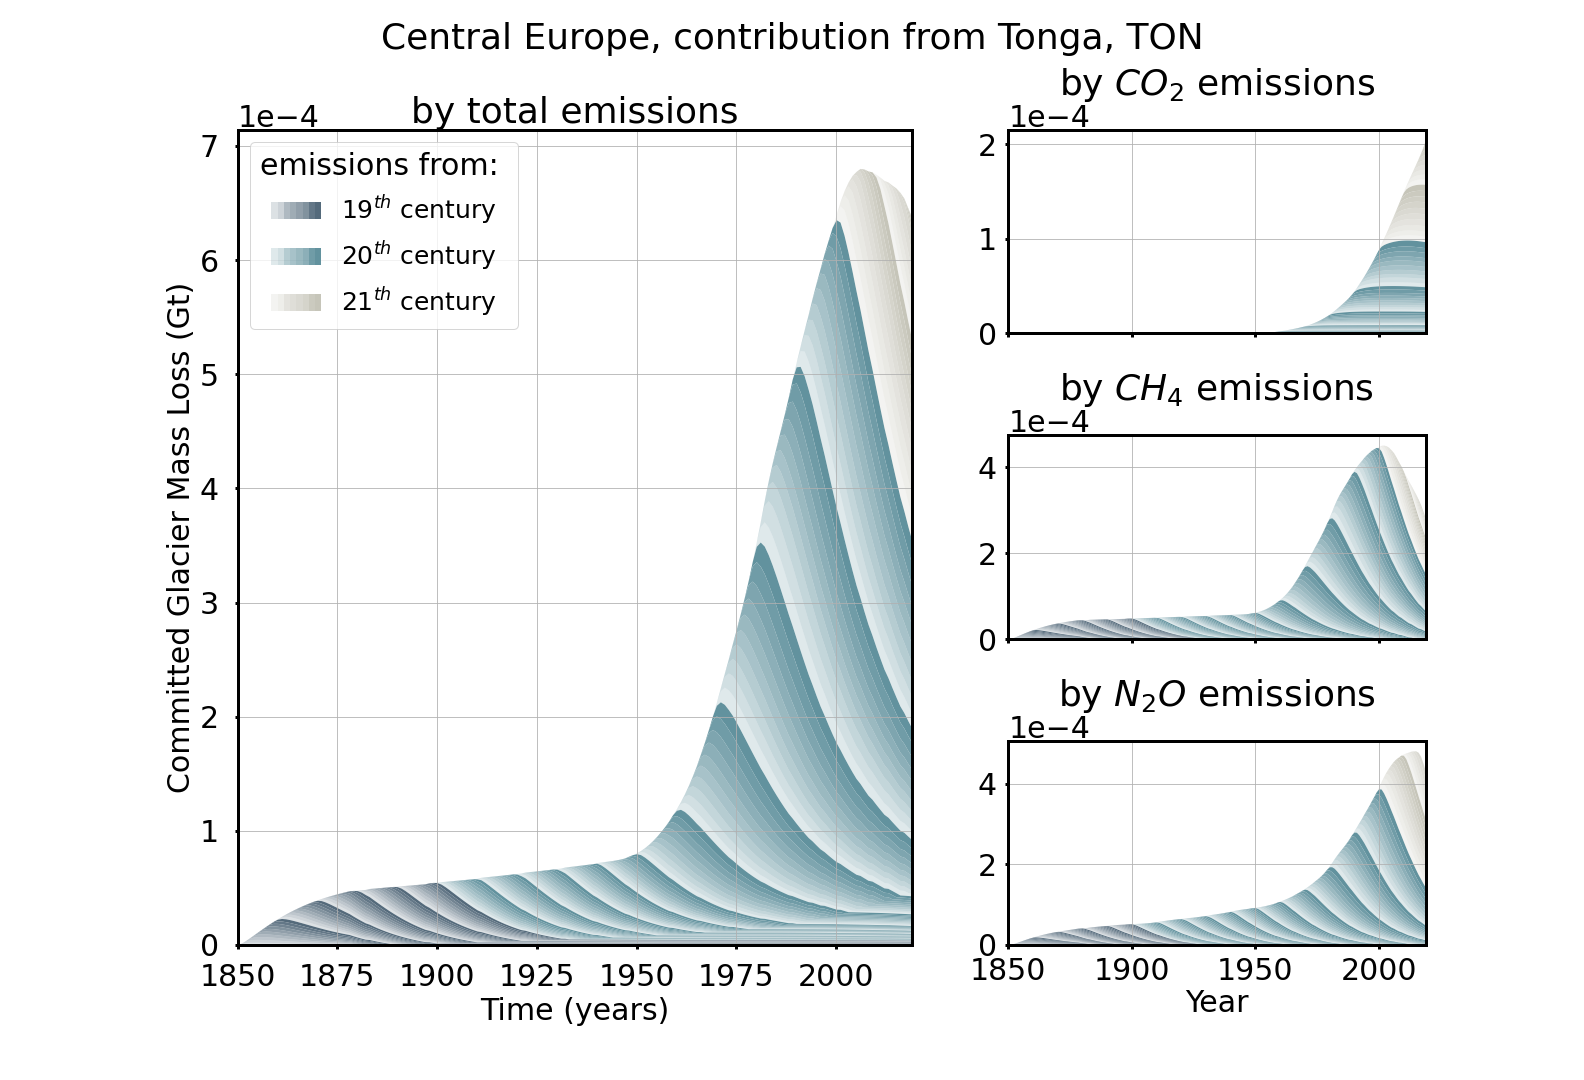 Central Europe, contribution from Tonga, TON
by total emissions
1e−4
7
6
5
4
3
2
1
0
Committed Glacier Mass Loss (Gt)
emissions from:
19th century
20th century
21th century
1850 1875 1900 1925 1950 1975 2000
Time (years)
by CO2 emissions
1e−4
2
1
0
by CH4 emissions
1e−4
4
2
0
by N2O emissions
1e−4
4
2
0
1850 1900 1950 2000
Year